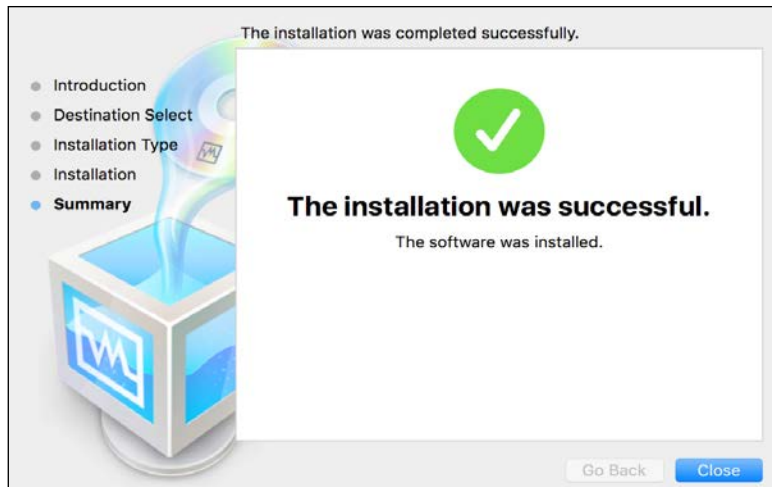 The installation was completed successfully.
Introduction
Destination Select
Installation Type
Installation
Summary
The installation was successful.
The software was installed.
Go Back
Close